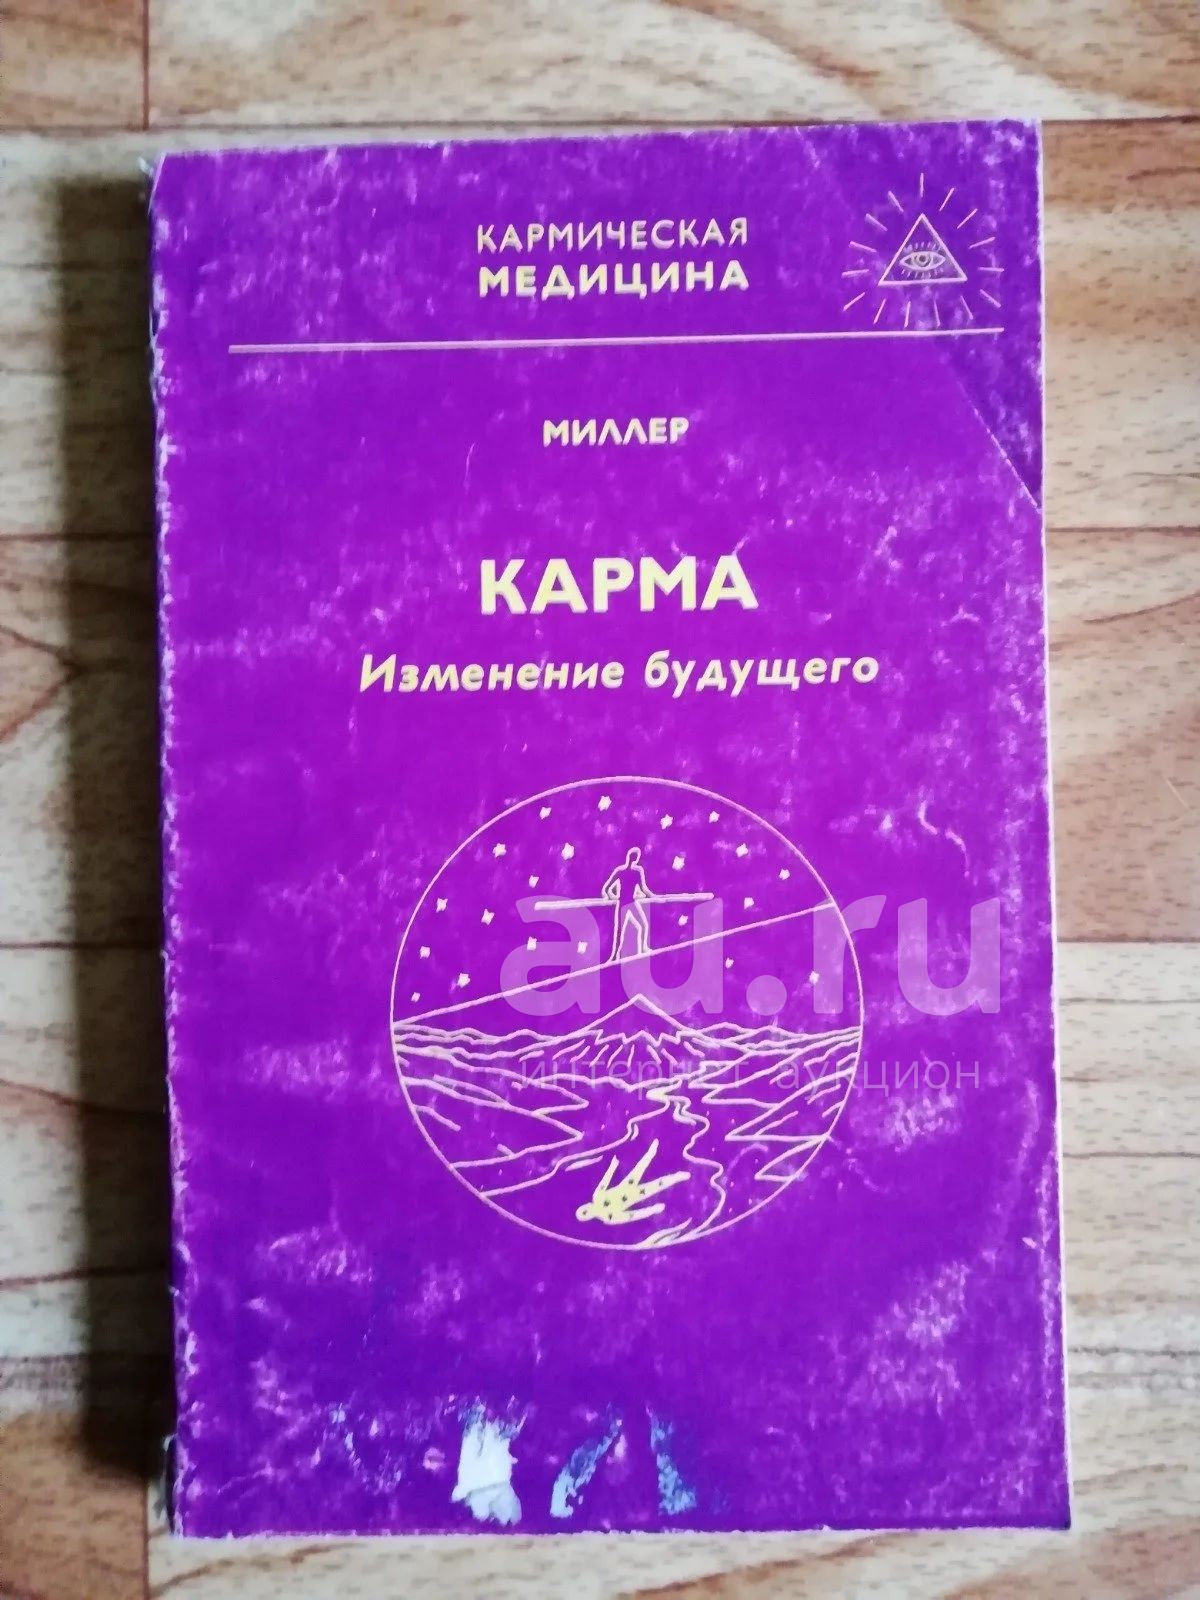 КАРМИЧЕСКАЯ
МЕДИЦИНА
МИЛЛЕР
КАРМА
Изменение будущего
au.ru
интернет аукцион